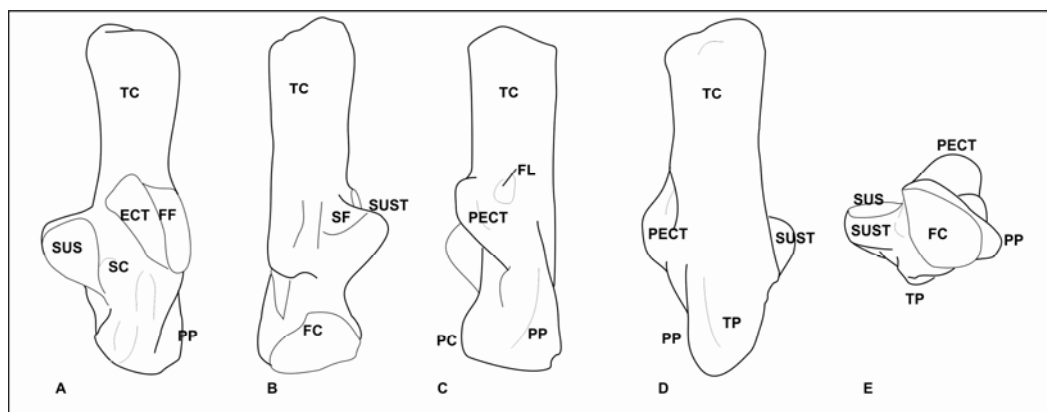 TC
ECT FF
SUS
SC
PP
A
TC
SUST
SF
FC
B
TC
FL
PECT
PC PP
C
TC
PECT SUST
PP TP
D
PECT
SUS
SUST FC PP
TP
E